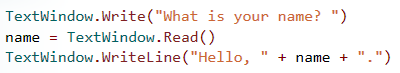 TextWindow.Write("What is your name? ")
name = TextWindow.Read()
TextWindow.WriteLine("Hello, " + name + ".")